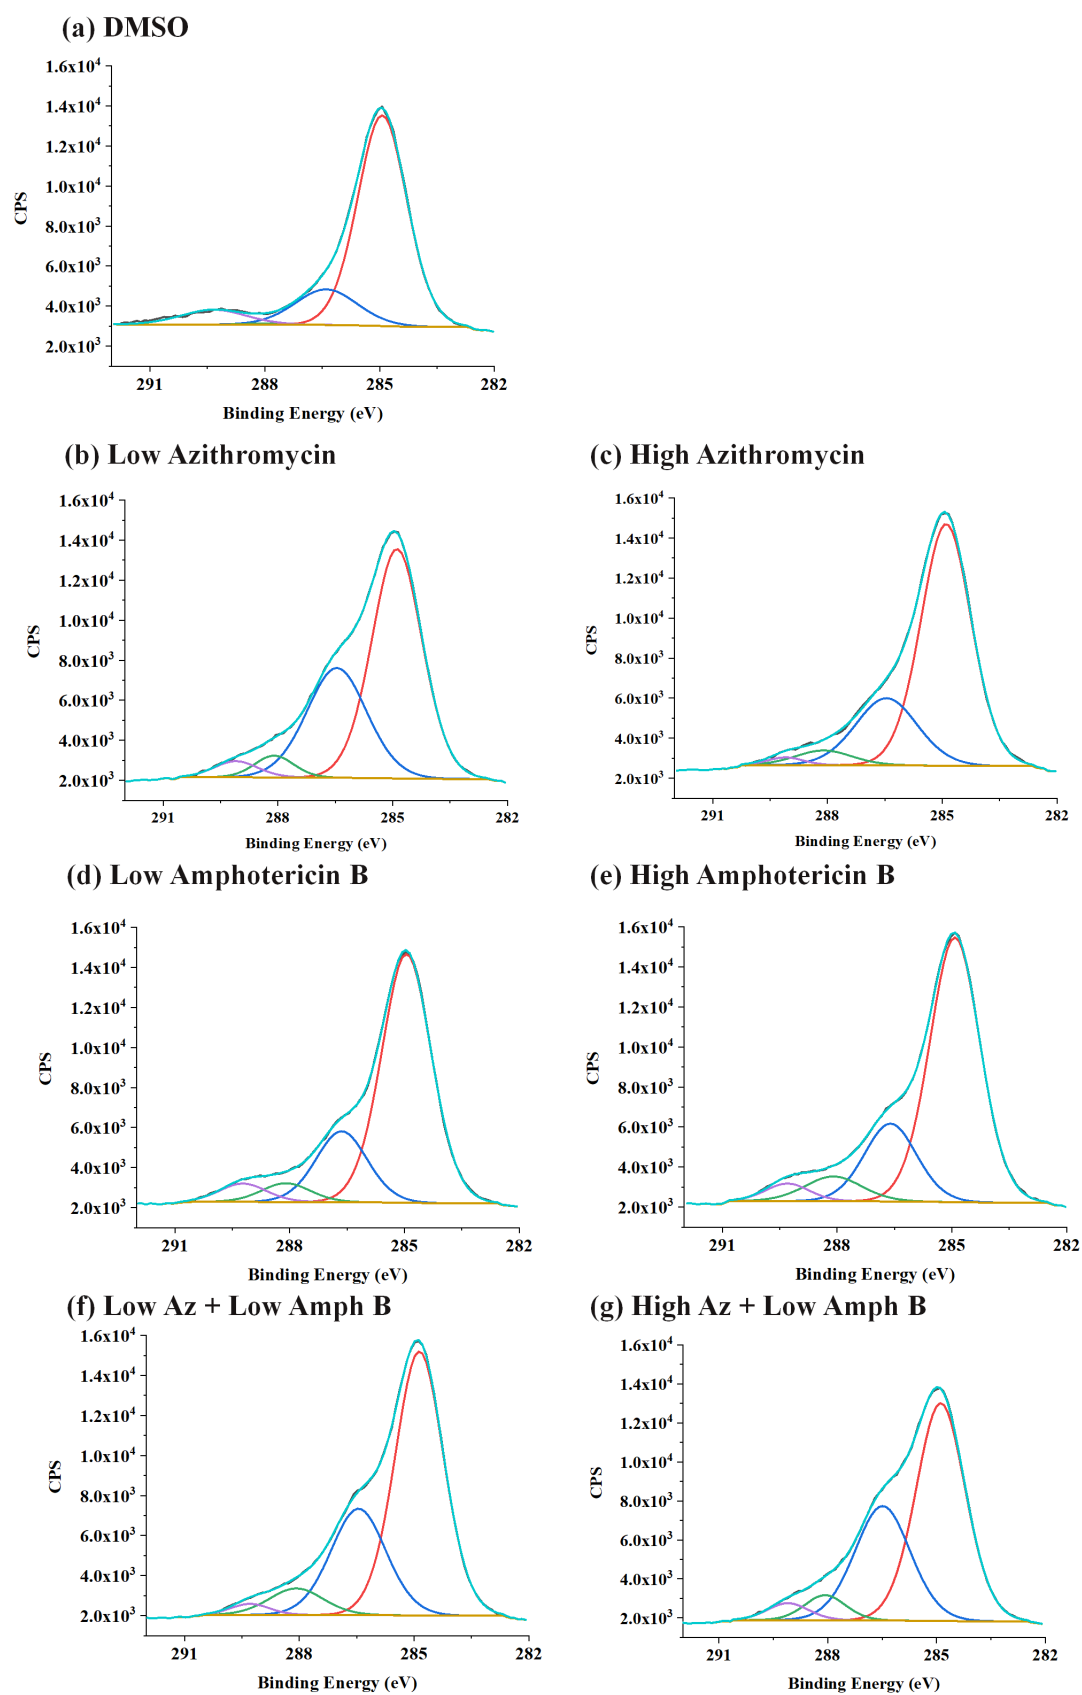 (a) DMSO
1.6x10⁴
1.4x10⁴
1.2x10⁴
1.0x10⁴
8.0x10³
6.0x10³
4.0x10³
2.0x10³
CPS
291 288 285 282
Binding Energy (eV)
(b) Low Azithromycin
1.6x10⁴
1.4x10⁴
1.2x10⁴
1.0x10⁴
8.0x10³
6.0x10³
4.0x10³
2.0x10³
CPS
291 288 285 282
Binding Energy (eV)
(c) High Azithromycin
1.6x10⁴
1.4x10⁴
1.2x10⁴
1.0x10⁴
8.0x10³
6.0x10³
4.0x10³
2.0x10³
CPS
291 288 285 282
Binding Energy (eV)
(d) Low Amphotericin B
1.6x10⁴
1.4x10⁴
1.2x10⁴
1.0x10⁴
8.0x10³
6.0x10³
4.0x10³
2.0x10³
CPS
291 288 285 282
Binding Energy (eV)
(e) High Amphotericin B
1.6x10⁴
1.4x10⁴
1.2x10⁴
1.0x10⁴
8.0x10³
6.0x10³
4.0x10³
2.0x10³
CPS
291 288 285 282
Binding Energy (eV)
(f) Low Az + Low Amph B
1.6x10⁴
1.4x10⁴
1.2x10⁴
1.0x10⁴
8.0x10³
6.0x10³
4.0x10³
2.0x10³
CPS
291 288 285 282
Binding Energy (eV)
(g) High Az + Low Amph B
1.6x10⁴
1.4x10⁴
1.2x10⁴
1.0x10⁴
8.0x10³
6.0x10³
4.0x10³
2.0x10³
CPS
291 288 285 282
Binding Energy (eV)